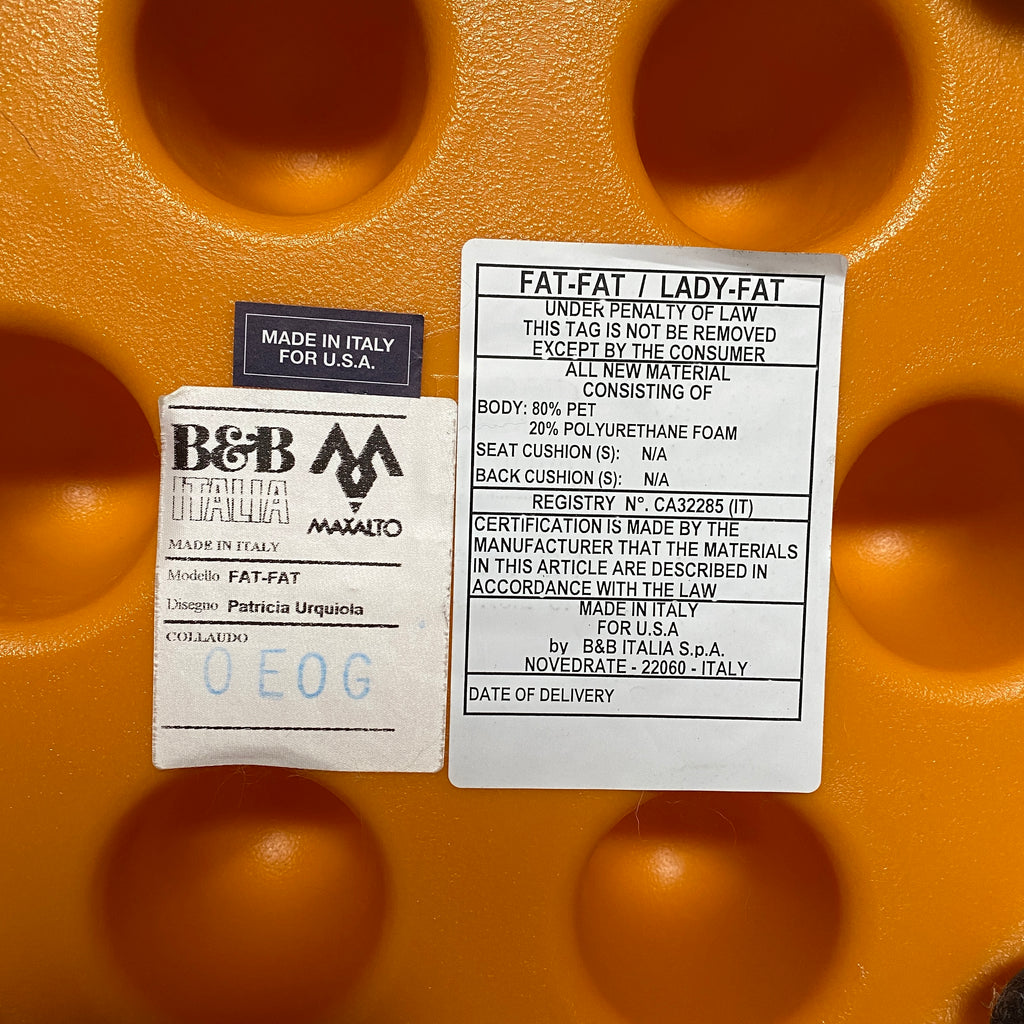 MADE IN ITALY
FOR U.S.A.
B&B
ITALIA
MAXALTO
MADE IN ITALY
Modello FAT-FAT
Disegno Patricia Urquiola
COLLAUDO
0 E0G
FAT-FAT / LADY-FAT
UNDER PENALTY OF LAW
THIS TAG IS NOT BE REMOVED
EXCEPT BY THE CONSUMER
ALL NEW MATERIAL
CONSISTING OF
BODY: 80% PET
20% POLYURETHANE FOAM
SEAT CUSHION (S): N/A
BACK CUSHION (S): N/A
REGISTRY N°. CA32285 (IT)
CERTIFICATION IS MADE BY THE
MANUFACTURER THAT THE MATERIALS
IN THIS ARTICLE ARE DESCRIBED IN
ACCORDANCE WITH THE LAW
MADE IN ITALY
FOR U.S.A
by B&B ITALIA S.p.A.
NOVEDRATE - 22060 - ITALY
DATE OF DELIVERY